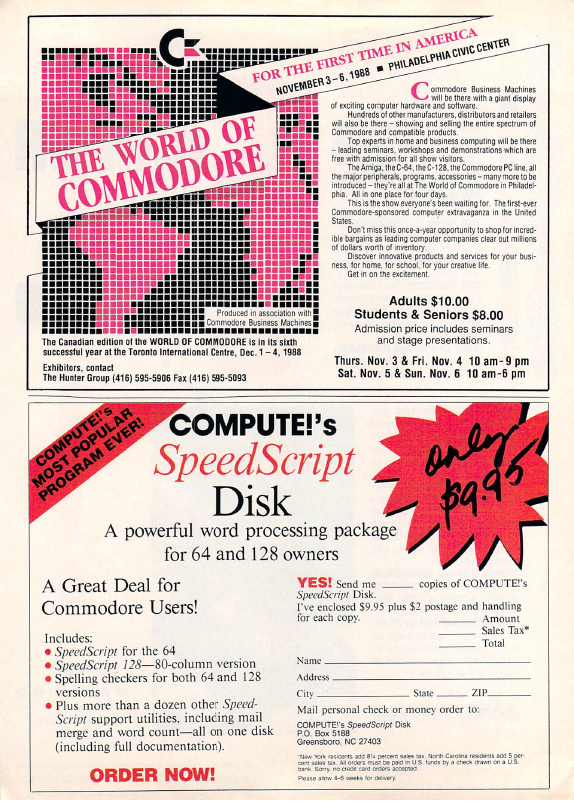 FOR THE FIRST TIME IN AMERICA
NOVEMBER 3–6, 1988 ■ PHILADELPHIA CIVIC CENTER
THE WORLD OF
COMMODORE
Commodore Business Machines
will be there with a giant display
of exciting computer hardware and software.
Hundreds of other manufacturers, distributors and retailers
will also be there – showing and selling the entire spectrum of
Commodore and compatible products.
Top experts in home and business computing will be there
– leading seminars, workshops and demonstrations which are
free with admission for all show visitors.
The Amiga, the C-64, the C-128, the Commodore PC line, all
the major peripherals, programs, accessories – many more to be
introduced – they're all at The World of Commodore in Philadel-
phia. All in one place for four days.
This is the show everyone's been waiting for. The first-ever
Commodore-sponsored computer extravaganza in the United
States.
Don't miss this once-a-year opportunity to shop for incred-
ible bargains as leading computer companies clear out millions
of dollars worth of inventory.
Discover innovative products and services for your busi-
ness, for home, for school, for your creative life.
Get in on the excitement.
Produced in association with
Commodore Business Machines
The Canadian edition of the WORLD OF COMMODORE is in its sixth
successful year at the Toronto International Centre, Dec. 1 – 4, 1988
Exhibitors, contact
The Hunter Group (416) 595-5906 Fax (416) 595-5093
Adults $10.00
Students & Seniors $8.00
Admission price includes seminars
and stage presentations.
Thurs. Nov. 3 & Fri. Nov. 4 10 am-9 pm
Sat. Nov. 5 & Sun. Nov. 6 10 am-6 pm
COMPUTE!'s
MOST POPULAR
PROGRAM EVER!
COMPUTE!'s
SpeedScript
Disk
A powerful word processing package
for 64 and 128 owners
only
$9.95
A Great Deal for
Commodore Users!
Includes:
• SpeedScript for the 64
• SpeedScript 128—80-column version
• Spelling checkers for both 64 and 128
versions
• Plus more than a dozen other Speed-
Script support utilities, including mail
merge and word count—all on one disk
(including full documentation).
ORDER NOW!
YES! Send me ______ copies of COMPUTE!'s
SpeedScript Disk.
I've enclosed $9.95 plus $2 postage and handling
for each copy.
______ Amount
______ Sales Tax*
______ Total
Name ______
Address ______
City ______ State ______ ZIP ______
Mail personal check or money order to:
COMPUTE!'s SpeedScript Disk
P.O. Box 5188
Greensboro, NC 27403
*New York residents add 8¼ percent sales tax. North Carolina residents add 5 per-
cent sales tax. All orders must be paid in U.S. funds by a check drawn on a U.S.
bank. Sorry, no credit card orders accepted.
Please allow 4–6 weeks for delivery.